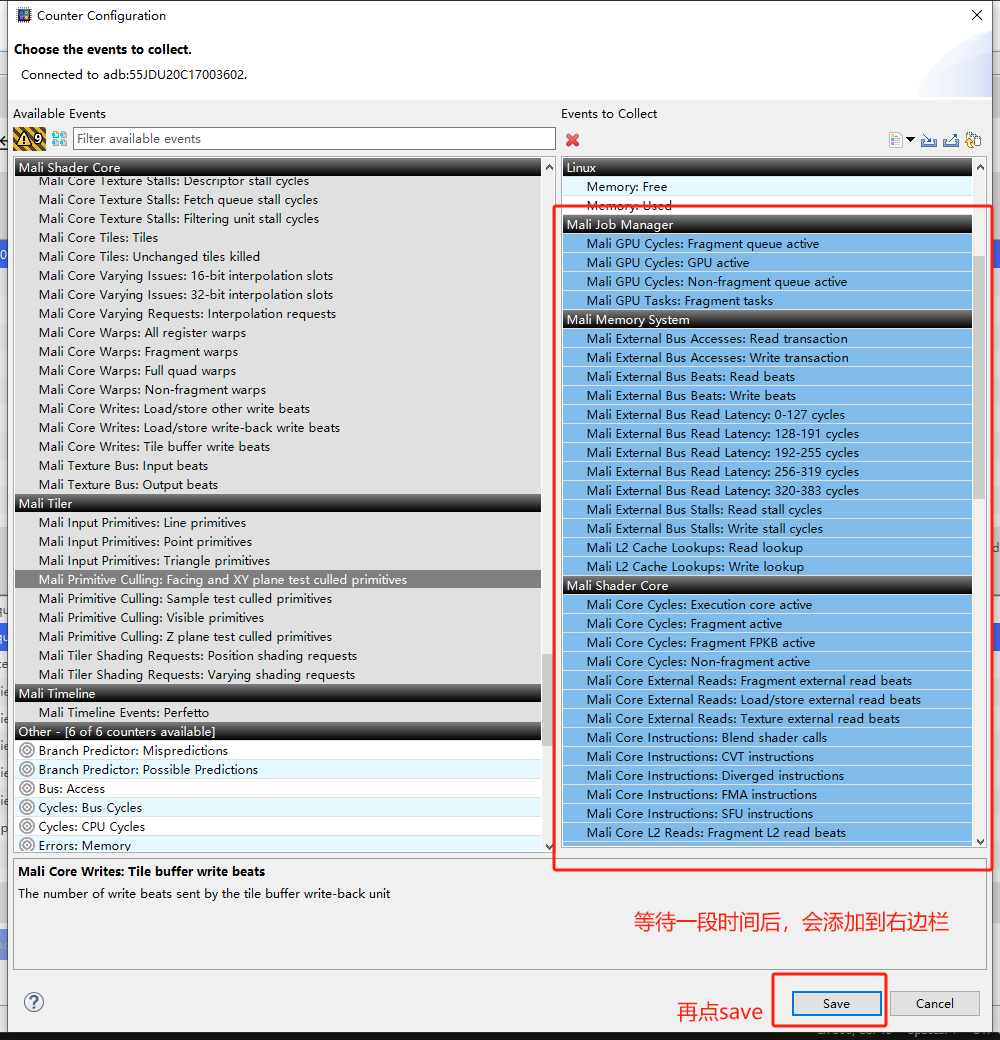 Counter Configuration
Choose the events to collect.
Connected to adb:55JDU20C17003602.
Available Events
9
Filter available events
Mali Shader Core
Mali Core Texture Stalls: Descriptor stall cycles
Mali Core Texture Stalls: Fetch queue stall cycles
Mali Core Texture Stalls: Filtering unit stall cycles
Mali Core Tiles: Tiles
Mali Core Tiles: Unchanged tiles killed
Mali Core Varying Issues: 16-bit interpolation slots
Mali Core Varying Issues: 32-bit interpolation slots
Mali Core Varying Requests: Interpolation requests
Mali Core Warps: All register warps
Mali Core Warps: Fragment warps
Mali Core Warps: Full quad warps
Mali Core Warps: Non-fragment warps
Mali Core Writes: Load/store other write beats
Mali Core Writes: Load/store write-back write beats
Mali Core Writes: Tile buffer write beats
Mali Texture Bus: Input beats
Mali Texture Bus: Output beats
Mali Tiler
Mali Input Primitives: Line primitives
Mali Input Primitives: Point primitives
Mali Input Primitives: Triangle primitives
Mali Primitive Culling: Facing and XY plane test culled primitives
Mali Primitive Culling: Sample test culled primitives
Mali Primitive Culling: Visible primitives
Mali Primitive Culling: Z plane test culled primitives
Mali Tiler Shading Requests: Position shading requests
Mali Tiler Shading Requests: Varying shading requests
Mali Timeline
Mali Timeline Events: Perfetto
Other - [6 of 6 counters available]
Branch Predictor: Mispredictions
Branch Predictor: Possible Predictions
Bus: Access
Cycles: Bus Cycles
Cycles: CPU Cycles
Errors: Memory
Events to Collect
Linux
Memory: Free
Memory: Used
Mali Job Manager
Mali GPU Cycles: Fragment queue active
Mali GPU Cycles: GPU active
Mali GPU Cycles: Non-fragment queue active
Mali GPU Tasks: Fragment tasks
Mali Memory System
Mali External Bus Accesses: Read transaction
Mali External Bus Accesses: Write transaction
Mali External Bus Beats: Read beats
Mali External Bus Beats: Write beats
Mali External Bus Read Latency: 0-127 cycles
Mali External Bus Read Latency: 128-191 cycles
Mali External Bus Read Latency: 192-255 cycles
Mali External Bus Read Latency: 256-319 cycles
Mali External Bus Read Latency: 320-383 cycles
Mali External Bus Stalls: Read stall cycles
Mali External Bus Stalls: Write stall cycles
Mali L2 Cache Lookups: Read lookup
Mali L2 Cache Lookups: Write lookup
Mali Shader Core
Mali Core Cycles: Execution core active
Mali Core Cycles: Fragment active
Mali Core Cycles: Fragment FPKB active
Mali Core Cycles: Non-fragment active
Mali Core External Reads: Fragment external read beats
Mali Core External Reads: Load/store external read beats
Mali Core External Reads: Texture external read beats
Mali Core Instructions: Blend shader calls
Mali Core Instructions: CVT instructions
Mali Core Instructions: Diverged instructions
Mali Core Instructions: FMA instructions
Mali Core Instructions: SFU instructions
Mali Core L2 Reads: Fragment L2 read beats
Mali Core Writes: Tile buffer write beats
The number of write beats sent by the tile buffer write-back unit
等待一段时间后，会添加到右边栏
再点save
Save
Cancel